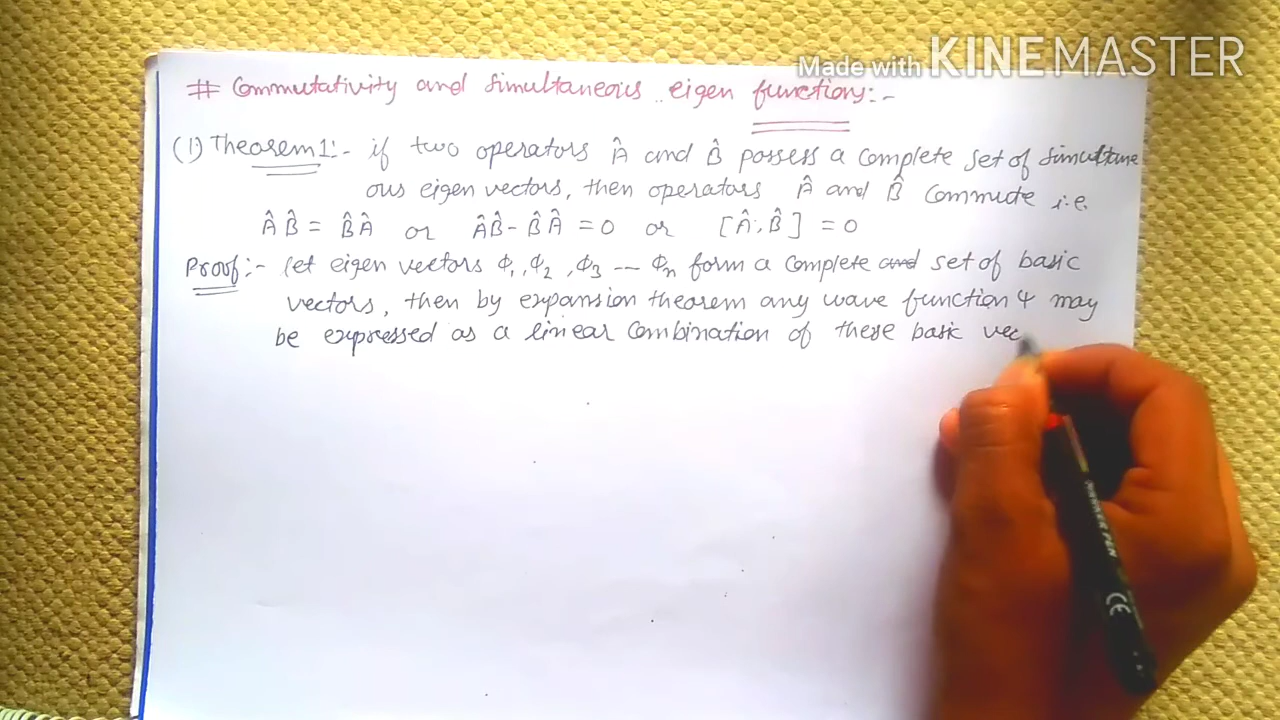 Made with KINEMASTER
# Commutativity and simultaneous eigen functions:-
(1) Theorem1:- if two operators Â and B̂ possess a complete set of simultane
ous eigen vectors, then operators Â and B̂ commute i.e.
ÂB̂ = B̂Â or ÂB̂ - B̂Â = 0 or [Â, B̂] = 0
Proof:- let eigen vectors Φ₁, Φ₂, Φ₃ --- Φn form a complete and set of basic
vectors, then by expansion theorem any wave function Ψ may
be expressed as a linear combination of these basic vec
CE